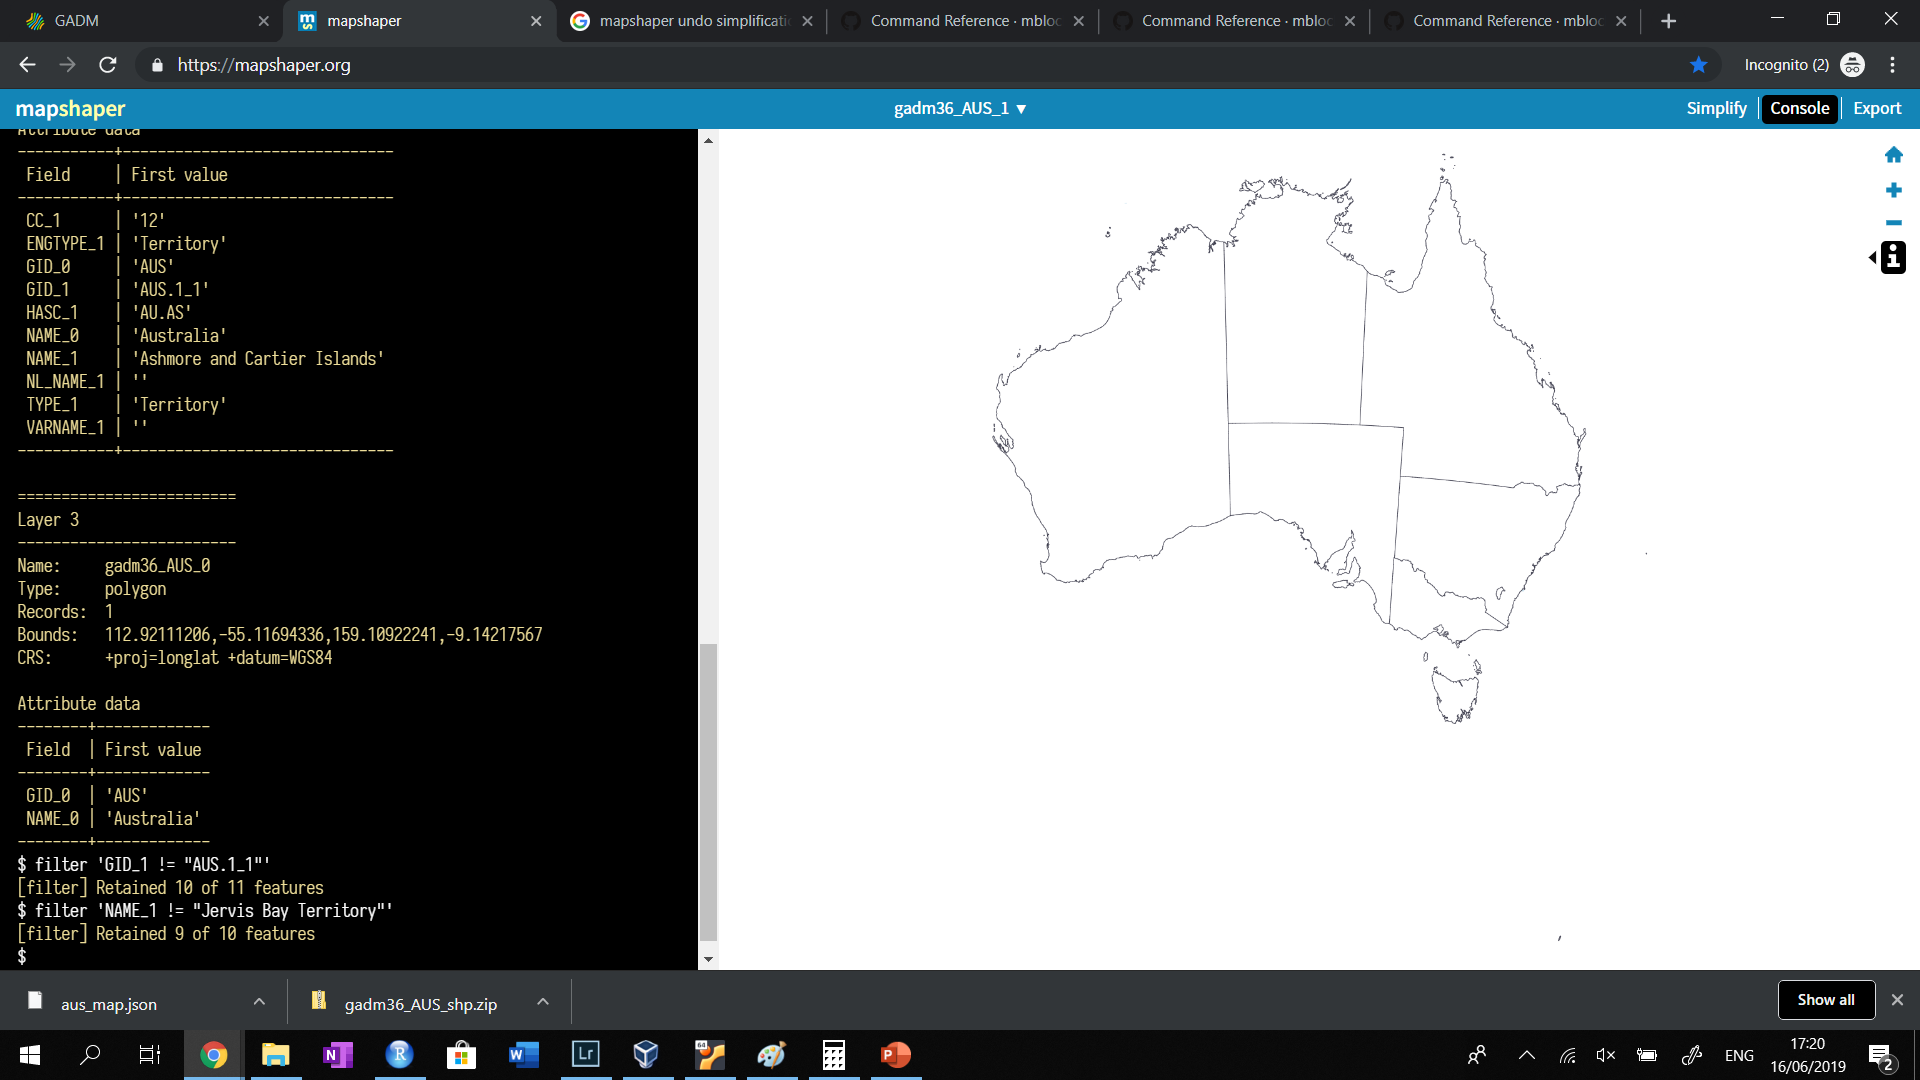 GADM
mapshaper
mapshaper undo simplificati
Command Reference · mbloc
Command Reference · mbloc
Command Reference · mbloc
https://mapshaper.org
Incognito (2)
mapshaper
gadm36_AUS_1 ▼
Simplify
Console
Export
Attribute data
-----------+-------------------------------
Field | First value
-----------+-------------------------------
CC_1 | '12'
ENGTYPE_1 | 'Territory'
GID_0 | 'AUS'
GID_1 | 'AUS.1_1'
HASC_1 | 'AU.AS'
NAME_0 | 'Australia'
NAME_1 | 'Ashmore and Cartier Islands'
NL_NAME_1 | ''
TYPE_1 | 'Territory'
VARNAME_1 | ''
-----------+-------------------------------
=========================
Layer 3
-------------------------
Name: gadm36_AUS_0
Type: polygon
Records: 1
Bounds: 112.92111206,-55.11694336,159.10922241,-9.14217567
CRS: +proj=longlat +datum=WGS84
Attribute data
--------+-------------
Field | First value
--------+-------------
GID_0 | 'AUS'
NAME_0 | 'Australia'
--------+-------------
$ filter 'GID_1 != "AUS.1_1"'
[filter] Retained 10 of 11 features
$ filter 'NAME_1 != "Jervis Bay Territory"'
[filter] Retained 9 of 10 features
$
aus_map.json
gadm36_AUS_shp.zip
Show all
ENG
17:20
16/06/2019
2